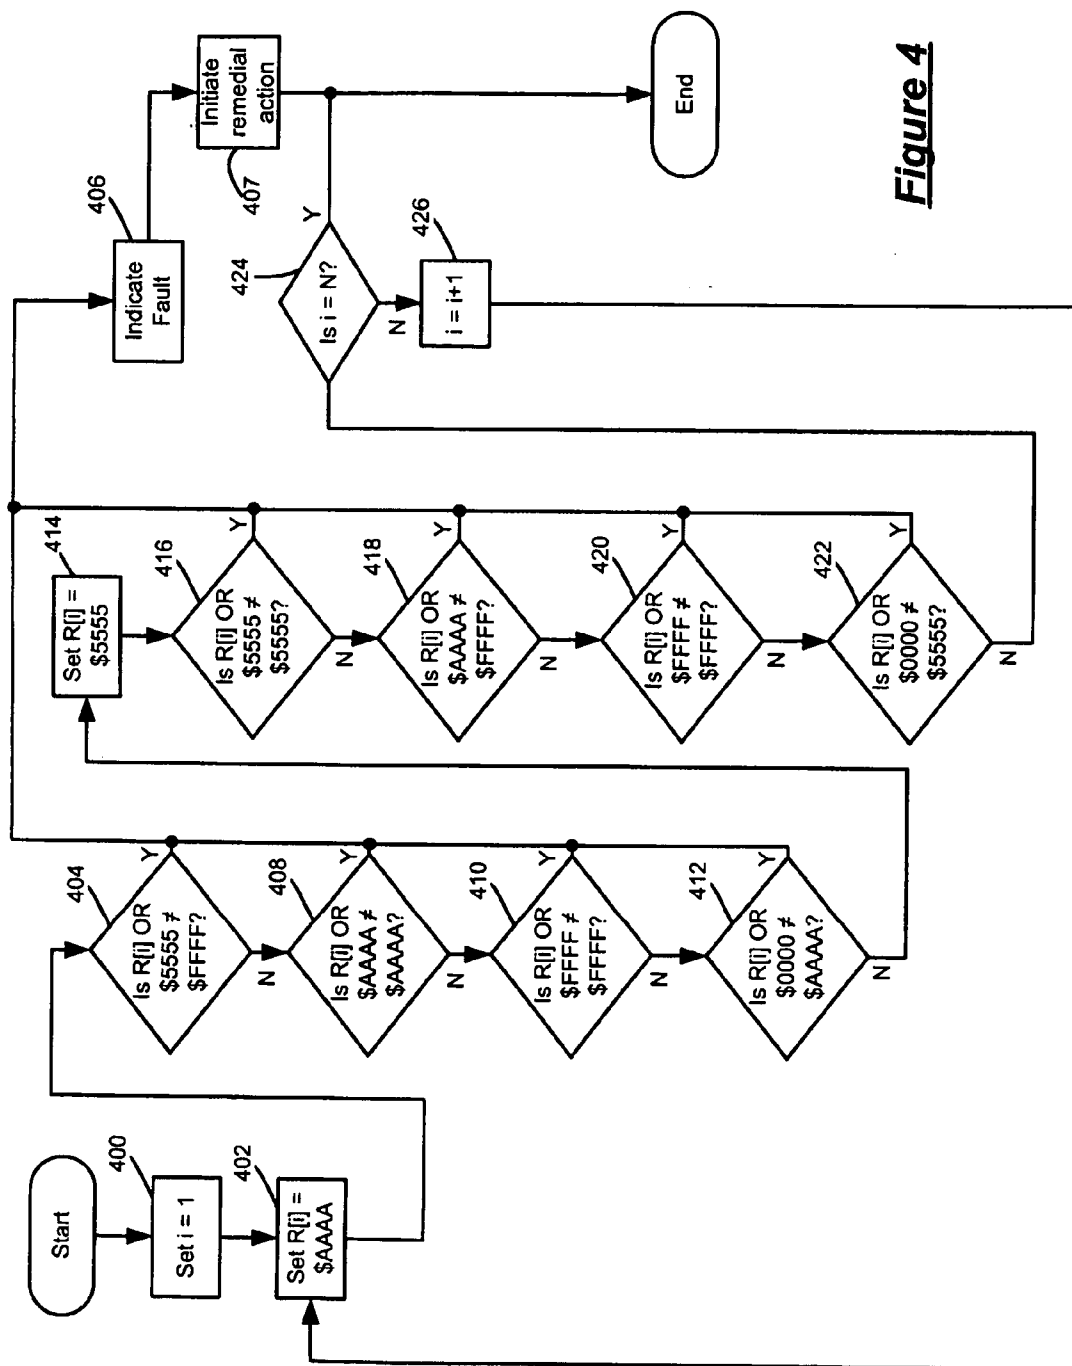 Start
400
Set i = 1
402
Set R[i] =
$AAAA
404
Is R[i] OR
$5555 ≠
$FFFF?
Y
N
408
Is R[i] OR
$AAAA ≠
$AAAA?
Y
N
410
Is R[i] OR
$FFFF ≠
$FFFF?
Y
N
412
Is R[i] OR
$0000 ≠
$AAAA?
Y
N
414
Set R[i] =
$5555
416
Is R[i] OR
$5555 ≠
$5555?
Y
N
418
Is R[i] OR
$AAAA ≠
$FFFF?
Y
N
420
Is R[i] OR
$FFFF ≠
$FFFF?
Y
N
422
Is R[i] OR
$0000 ≠
$5555?
Y
N
406
Indicate
Fault
407
Initiate
remedial
action
424
Is i = N?
Y
N
426
i = i+1
End
Figure 4